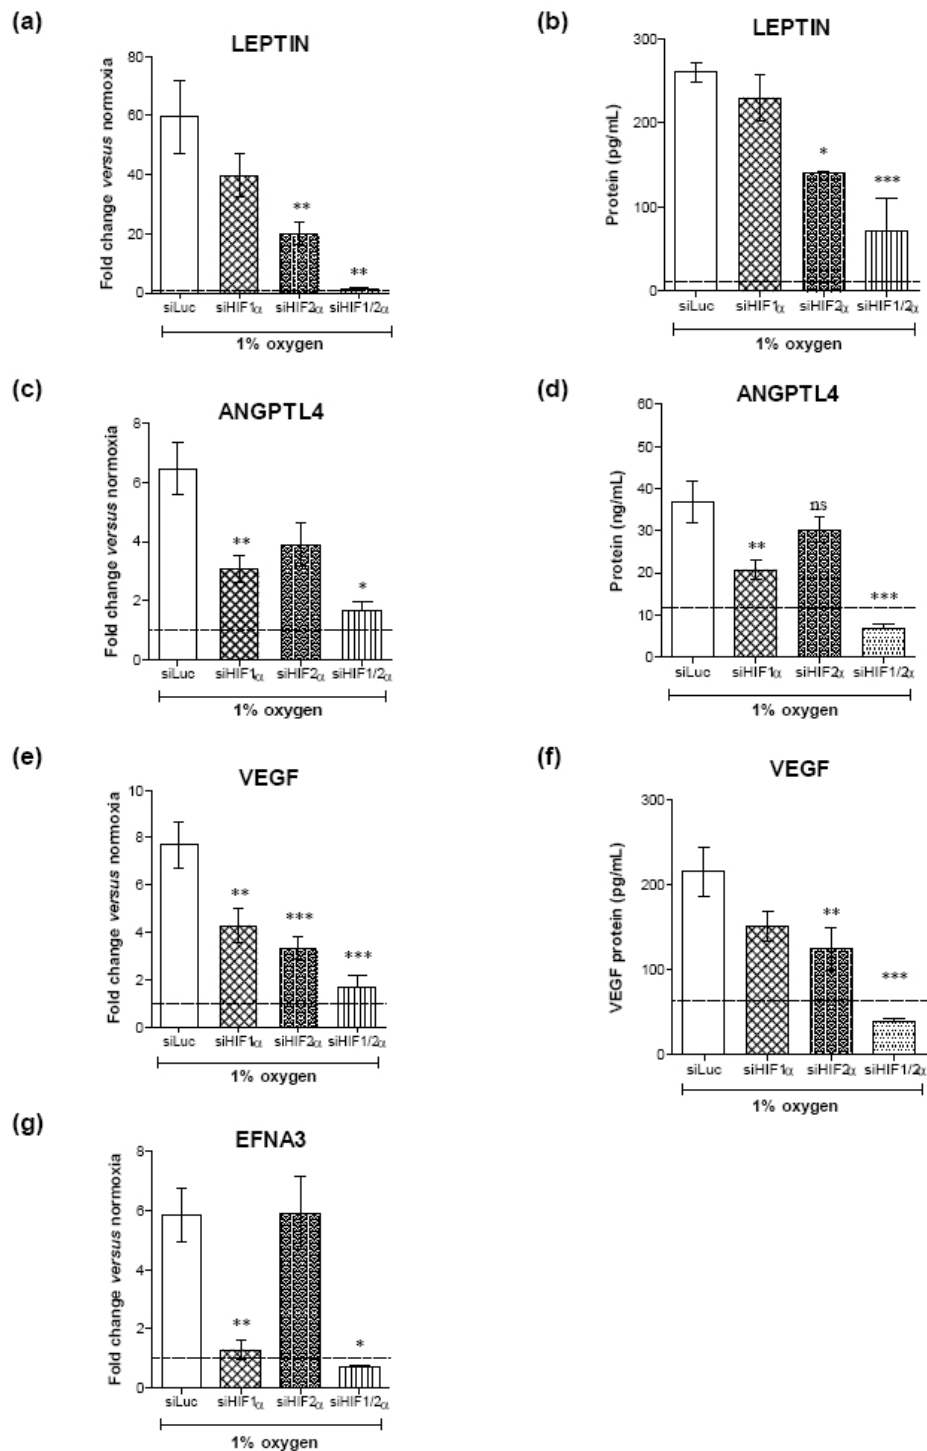 (a)
LEPTIN
Fold change versus normoxia
80
60
40
20
0
**
**
siLuc siHIF1α siHIF2α siHIF1/2α
1% oxygen
(b)
LEPTIN
Protein (pg/mL)
300
200
100
0
*
***
siLuc siHIF1α siHIF2α siHIF1/2α
1% oxygen
(c)
ANGPTL4
Fold change versus normoxia
8
6
4
2
0
**
*
siLuc siHIF1α siHIF2α siHIF1/2α
1% oxygen
(d)
ANGPTL4
Protein (ng/mL)
60
50
40
30
20
10
0
**
ns
***
siLuc siHIF1α siHIF2α siHIF1/2α
1% oxygen
(e)
VEGF
Fold change versus normoxia
10
8
6
4
2
0
**
***
***
siLuc siHIF1α siHIF2α siHIF1/2α
1% oxygen
(f)
VEGF
VEGF protein (pg/mL)
300
200
100
0
**
***
siLuc siHIF1α siHIF2α siHIF1/2α
1% oxygen
(g)
EFNA3
Fold change versus normoxia
8
6
4
2
0
**
*
siLuc siHIF1α siHIF2α siHIF1/2α
1% oxygen